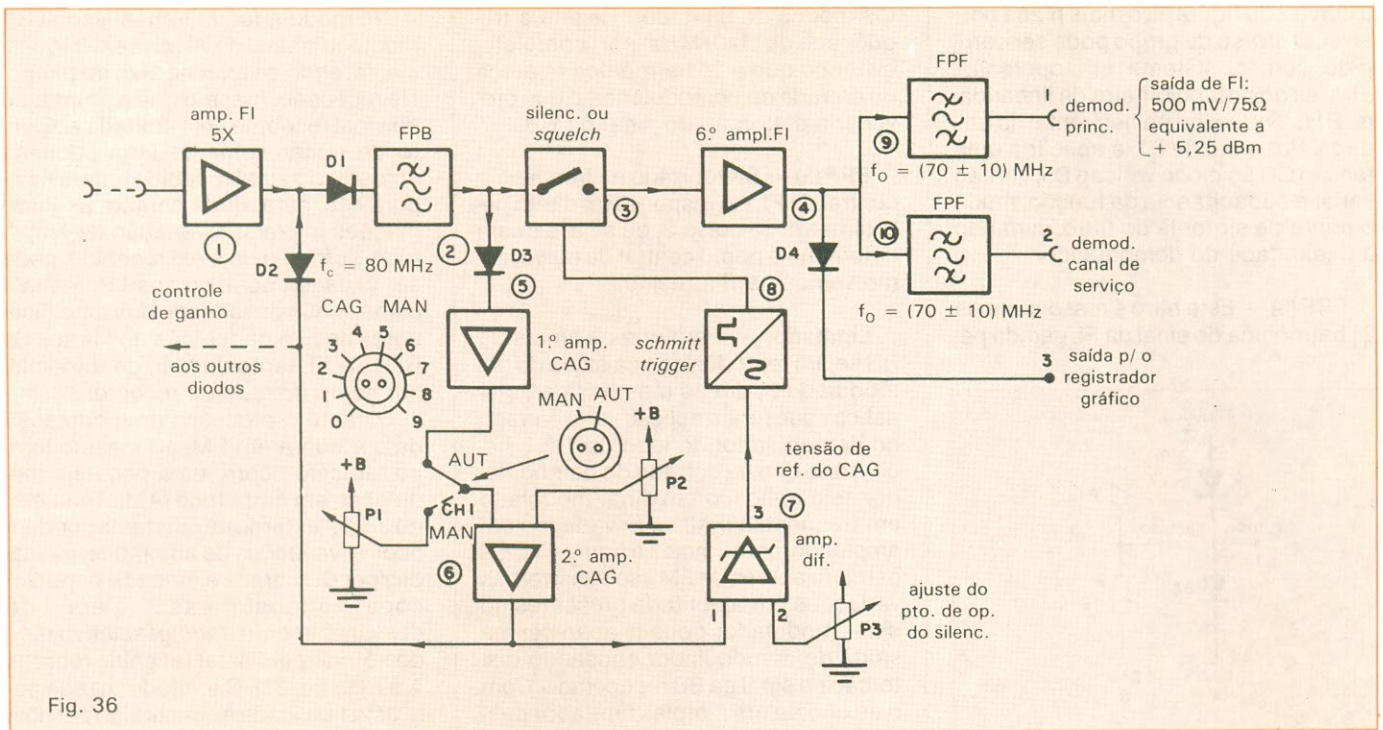 amp. FI
5X
1
D1
FPB
f_c = 80 MHz
2
silenc. ou
squelch
3
6º ampl.FI
4
FPF
9
f_o = (70 ± 10) MHz
1
demod.
princ.
saída de FI:
500 mV/75Ω
equivalente a
+ 5,25 dBm
FPF
10
f_O = (70 ± 10) MHz
2
demod.
canal de
serviço
D4
3
saída p/ o
registrador
gráfico
D2
controle
de ganho
aos outros
diodos
CAG MAN
0 1 2 3 4 5 6 7 8 9
D3
5
1.º amp.
CAG
8
schmitt
trigger
MAN AUT
+B
P2
+B
P1
AUT
CH1
MAN
6
2.º amp.
CAG
tensão de
ref. do CAG
3
7
amp.
dif.
1 2
P3
ajuste do
pto. de op.
do silenc.
Fig. 36